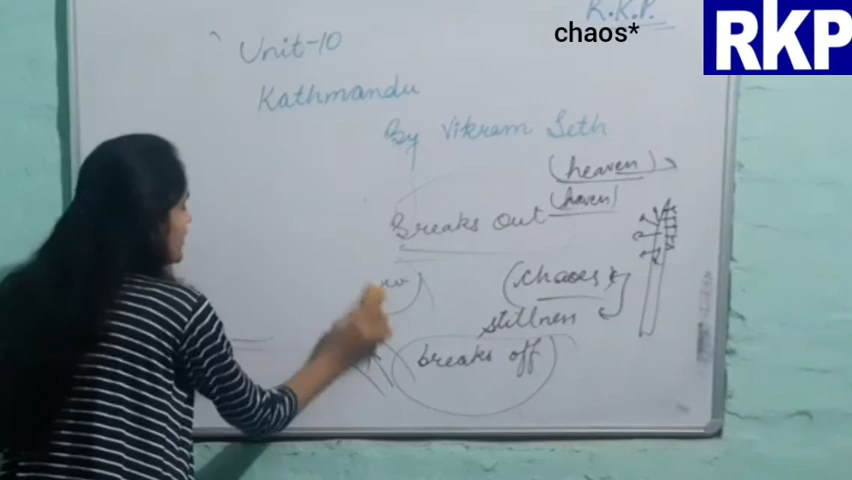 R.K.P.
chaos*
RKP
Unit-10
Kathmandu
By Vikram Seth
(heaven)
(haven)
Breaks Out
(chaos)
stillness
breaks off